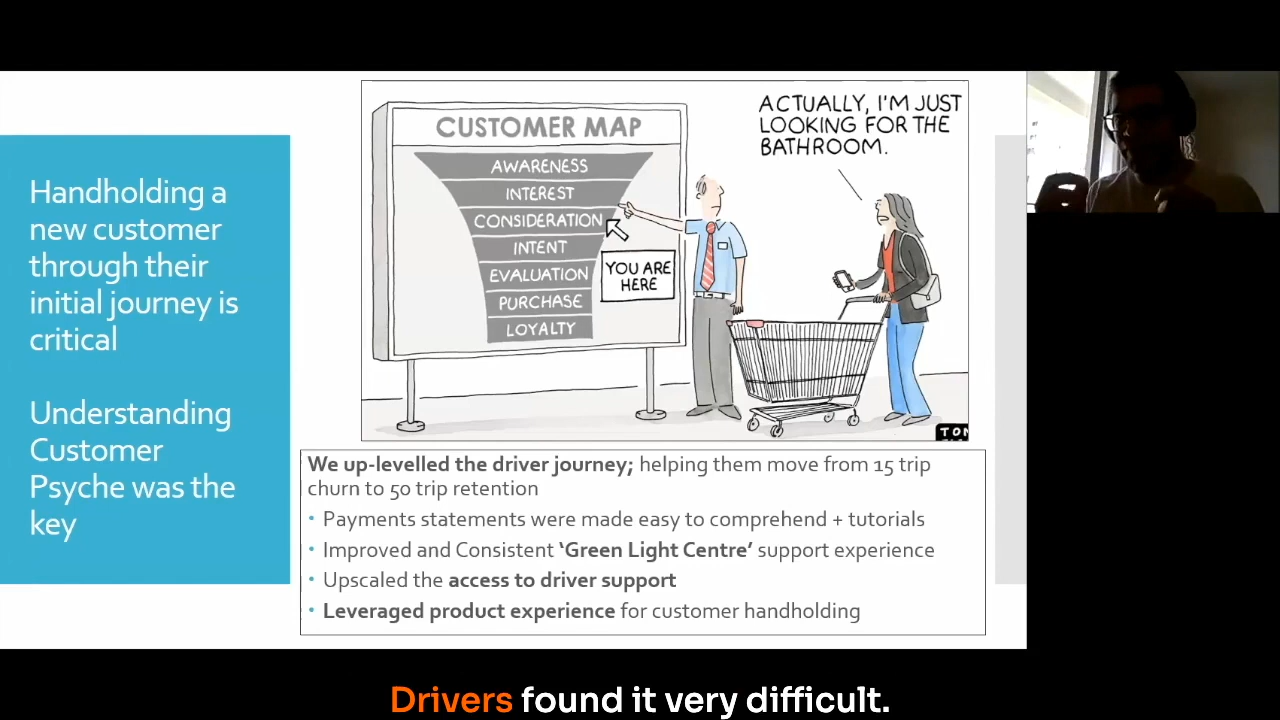 Handholding a
new customer
through their
initial journey is
critical
Understanding
Customer
Psyche was the
key
CUSTOMER MAP
AWARENESS
INTEREST
CONSIDERATION
INTENT
EVALUATION
PURCHASE
LOYALTY
YOU ARE
HERE
ACTUALLY, I'M JUST
LOOKING FOR THE
BATHROOM.
We up-levelled the driver journey; helping them move from 15 trip
churn to 50 trip retention
• Payments statements were made easy to comprehend + tutorials
• Improved and Consistent ‘Green Light Centre’ support experience
• Upscaled the access to driver support
• Leveraged product experience for customer handholding
Drivers found it very difficult.